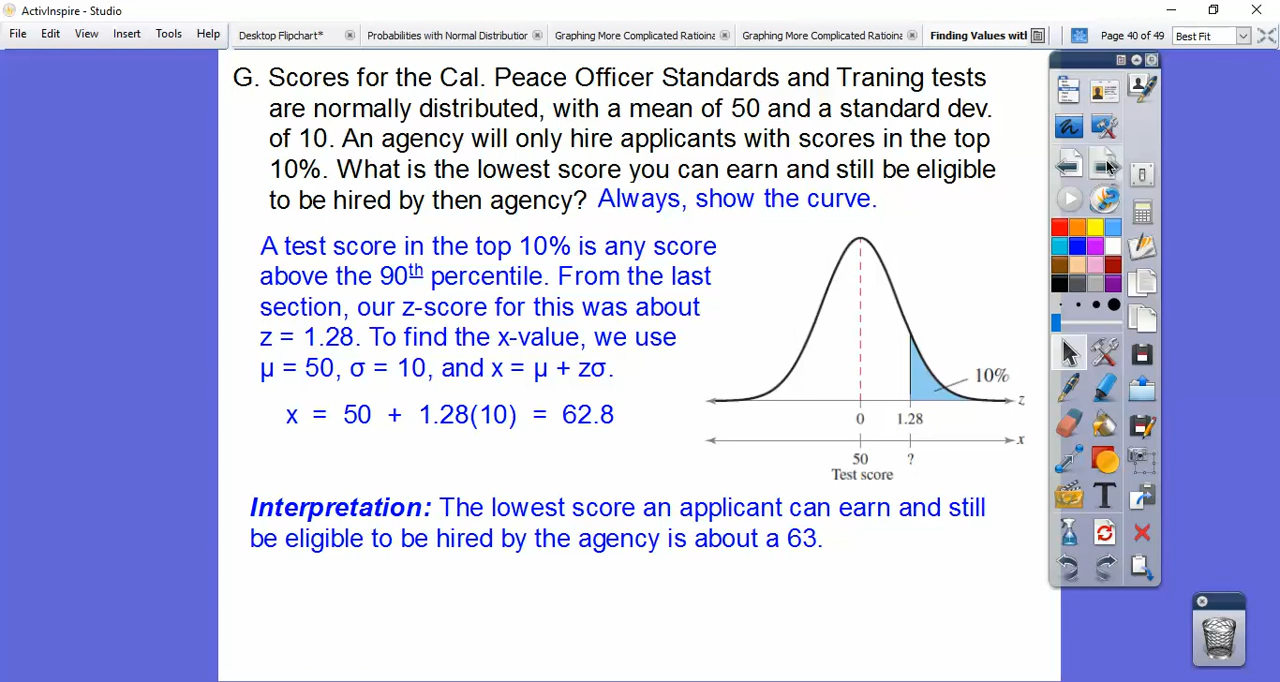 ActivInspire - Studio
File Edit View Insert Tools Help
Desktop Flipchart* Probabilities with Normal Distribution Graphing More Complicated Rationa Graphing More Complicated Rationa Finding Values witl Page 40 of 49 Best Fit
G. Scores for the Cal. Peace Officer Standards and Traning tests
are normally distributed, with a mean of 50 and a standard dev.
of 10. An agency will only hire applicants with scores in the top
10%. What is the lowest score you can earn and still be eligible
to be hired by then agency? Always, show the curve.
A test score in the top 10% is any score
above the 90th percentile. From the last
section, our z-score for this was about
z = 1.28. To find the x-value, we use
μ = 50, σ = 10, and x = μ + zσ.
x = 50 + 1.28(10) = 62.8
10%
z
0 1.28
x
50 ?
Test score
Interpretation: The lowest score an applicant can earn and still
be eligible to be hired by the agency is about a 63.